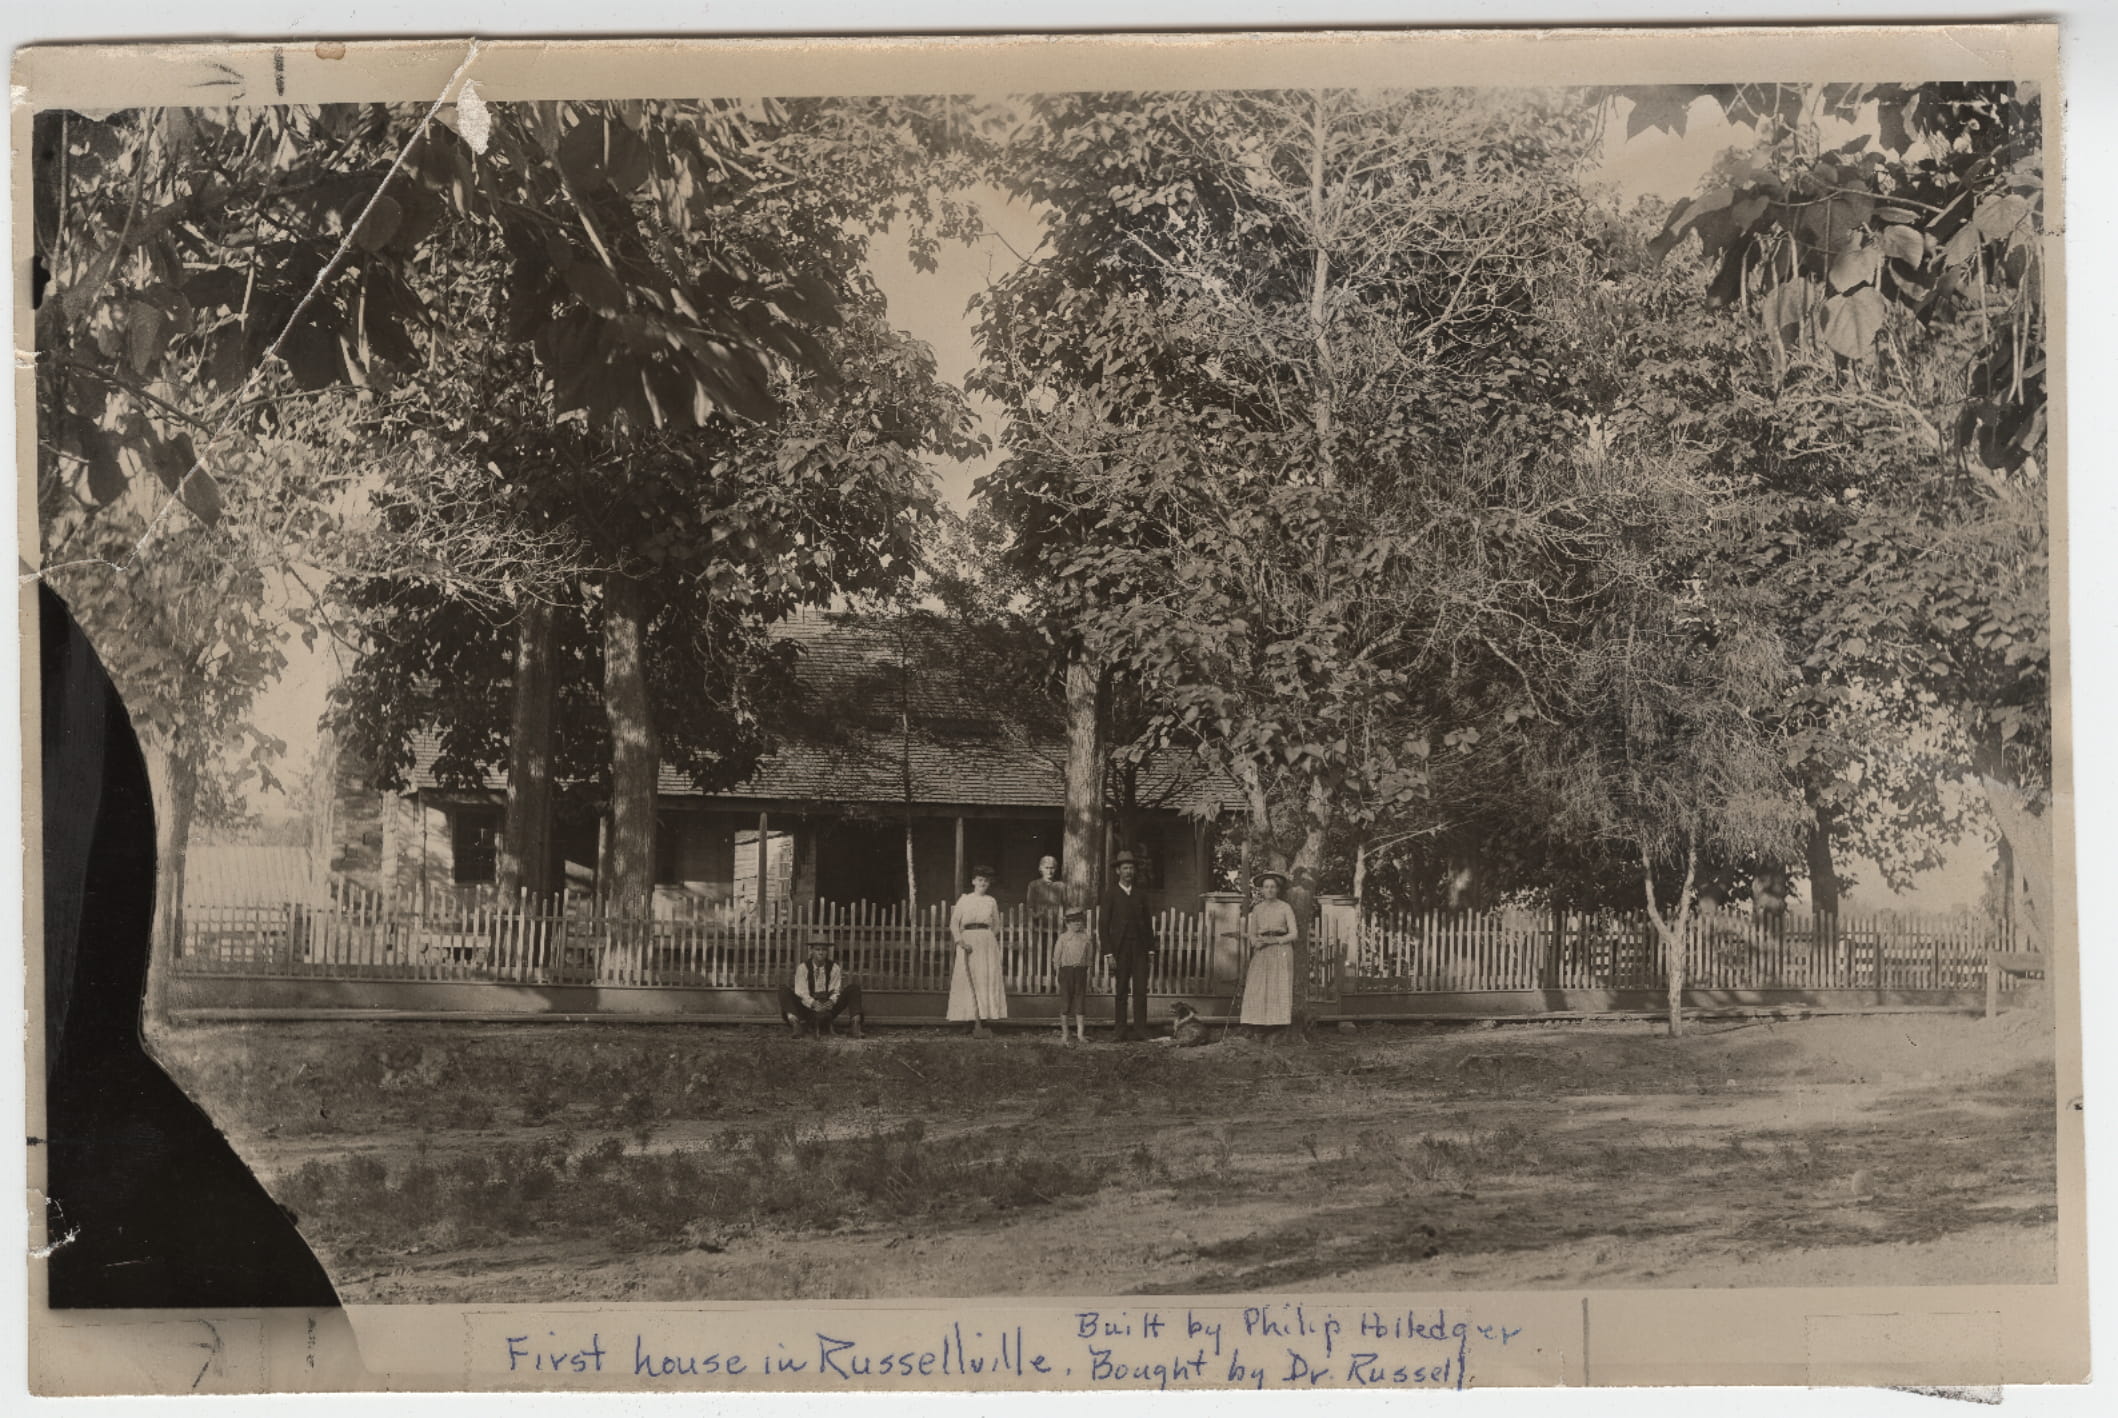 First house in Russellville.
Built by Philip Holledger
Bought by Dr. Russell.